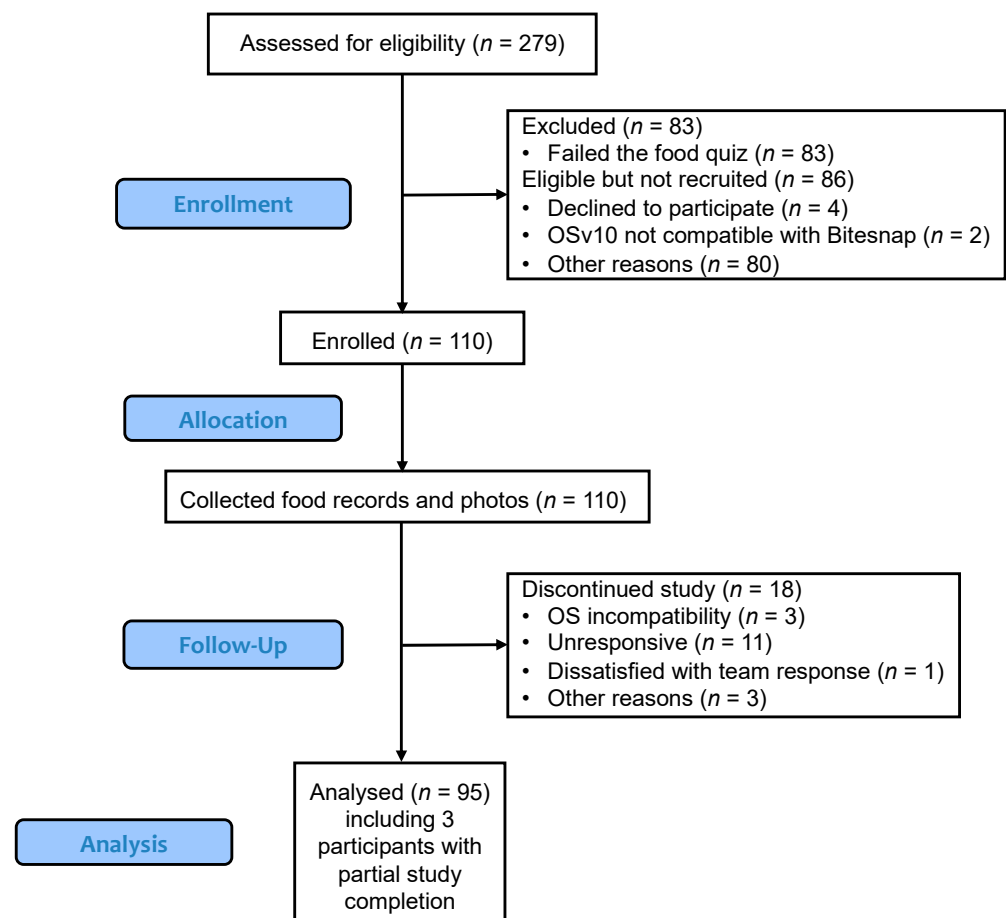 Assessed for eligibility (n = 279)
Excluded (n = 83)
• Failed the food quiz (n = 83)
Eligible but not recruited (n = 86)
• Declined to participate (n = 4)
• OSv10 not compatible with Bitesnap (n = 2)
• Other reasons (n = 80)
Enrollment
Enrolled (n = 110)
Allocation
Collected food records and photos (n = 110)
Discontinued study (n = 18)
• OS incompatibility (n = 3)
• Unresponsive (n = 11)
• Dissatisfied with team response (n = 1)
• Other reasons (n = 3)
Follow-Up
Analysed (n = 95)
including 3
participants with
partial study
completion
Analysis